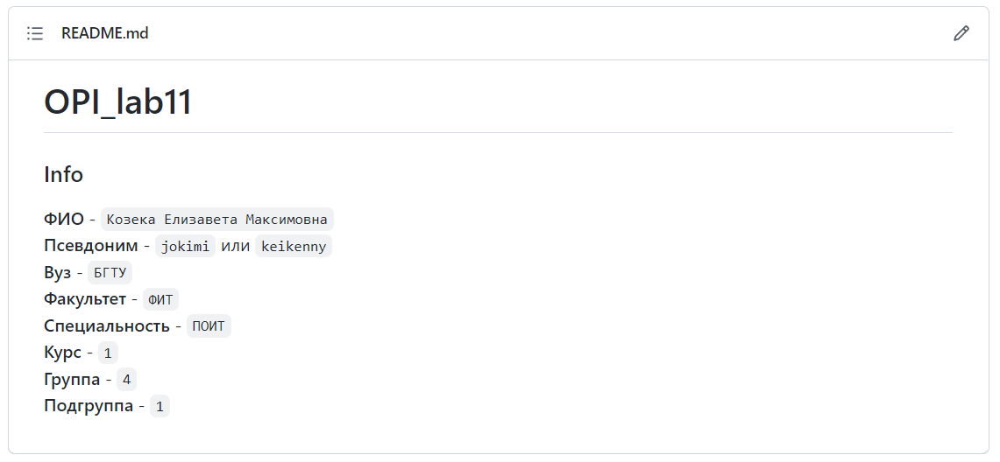 README.md
OPI_lab11
Info
ФИО - Козека Елизавета Максимовна
Псевдоним - jokimi или keikenny
Вуз - БГТУ
Факультет - ФИТ
Специальность - ПОИТ
Курс - 1
Группа - 4
Подгруппа - 1